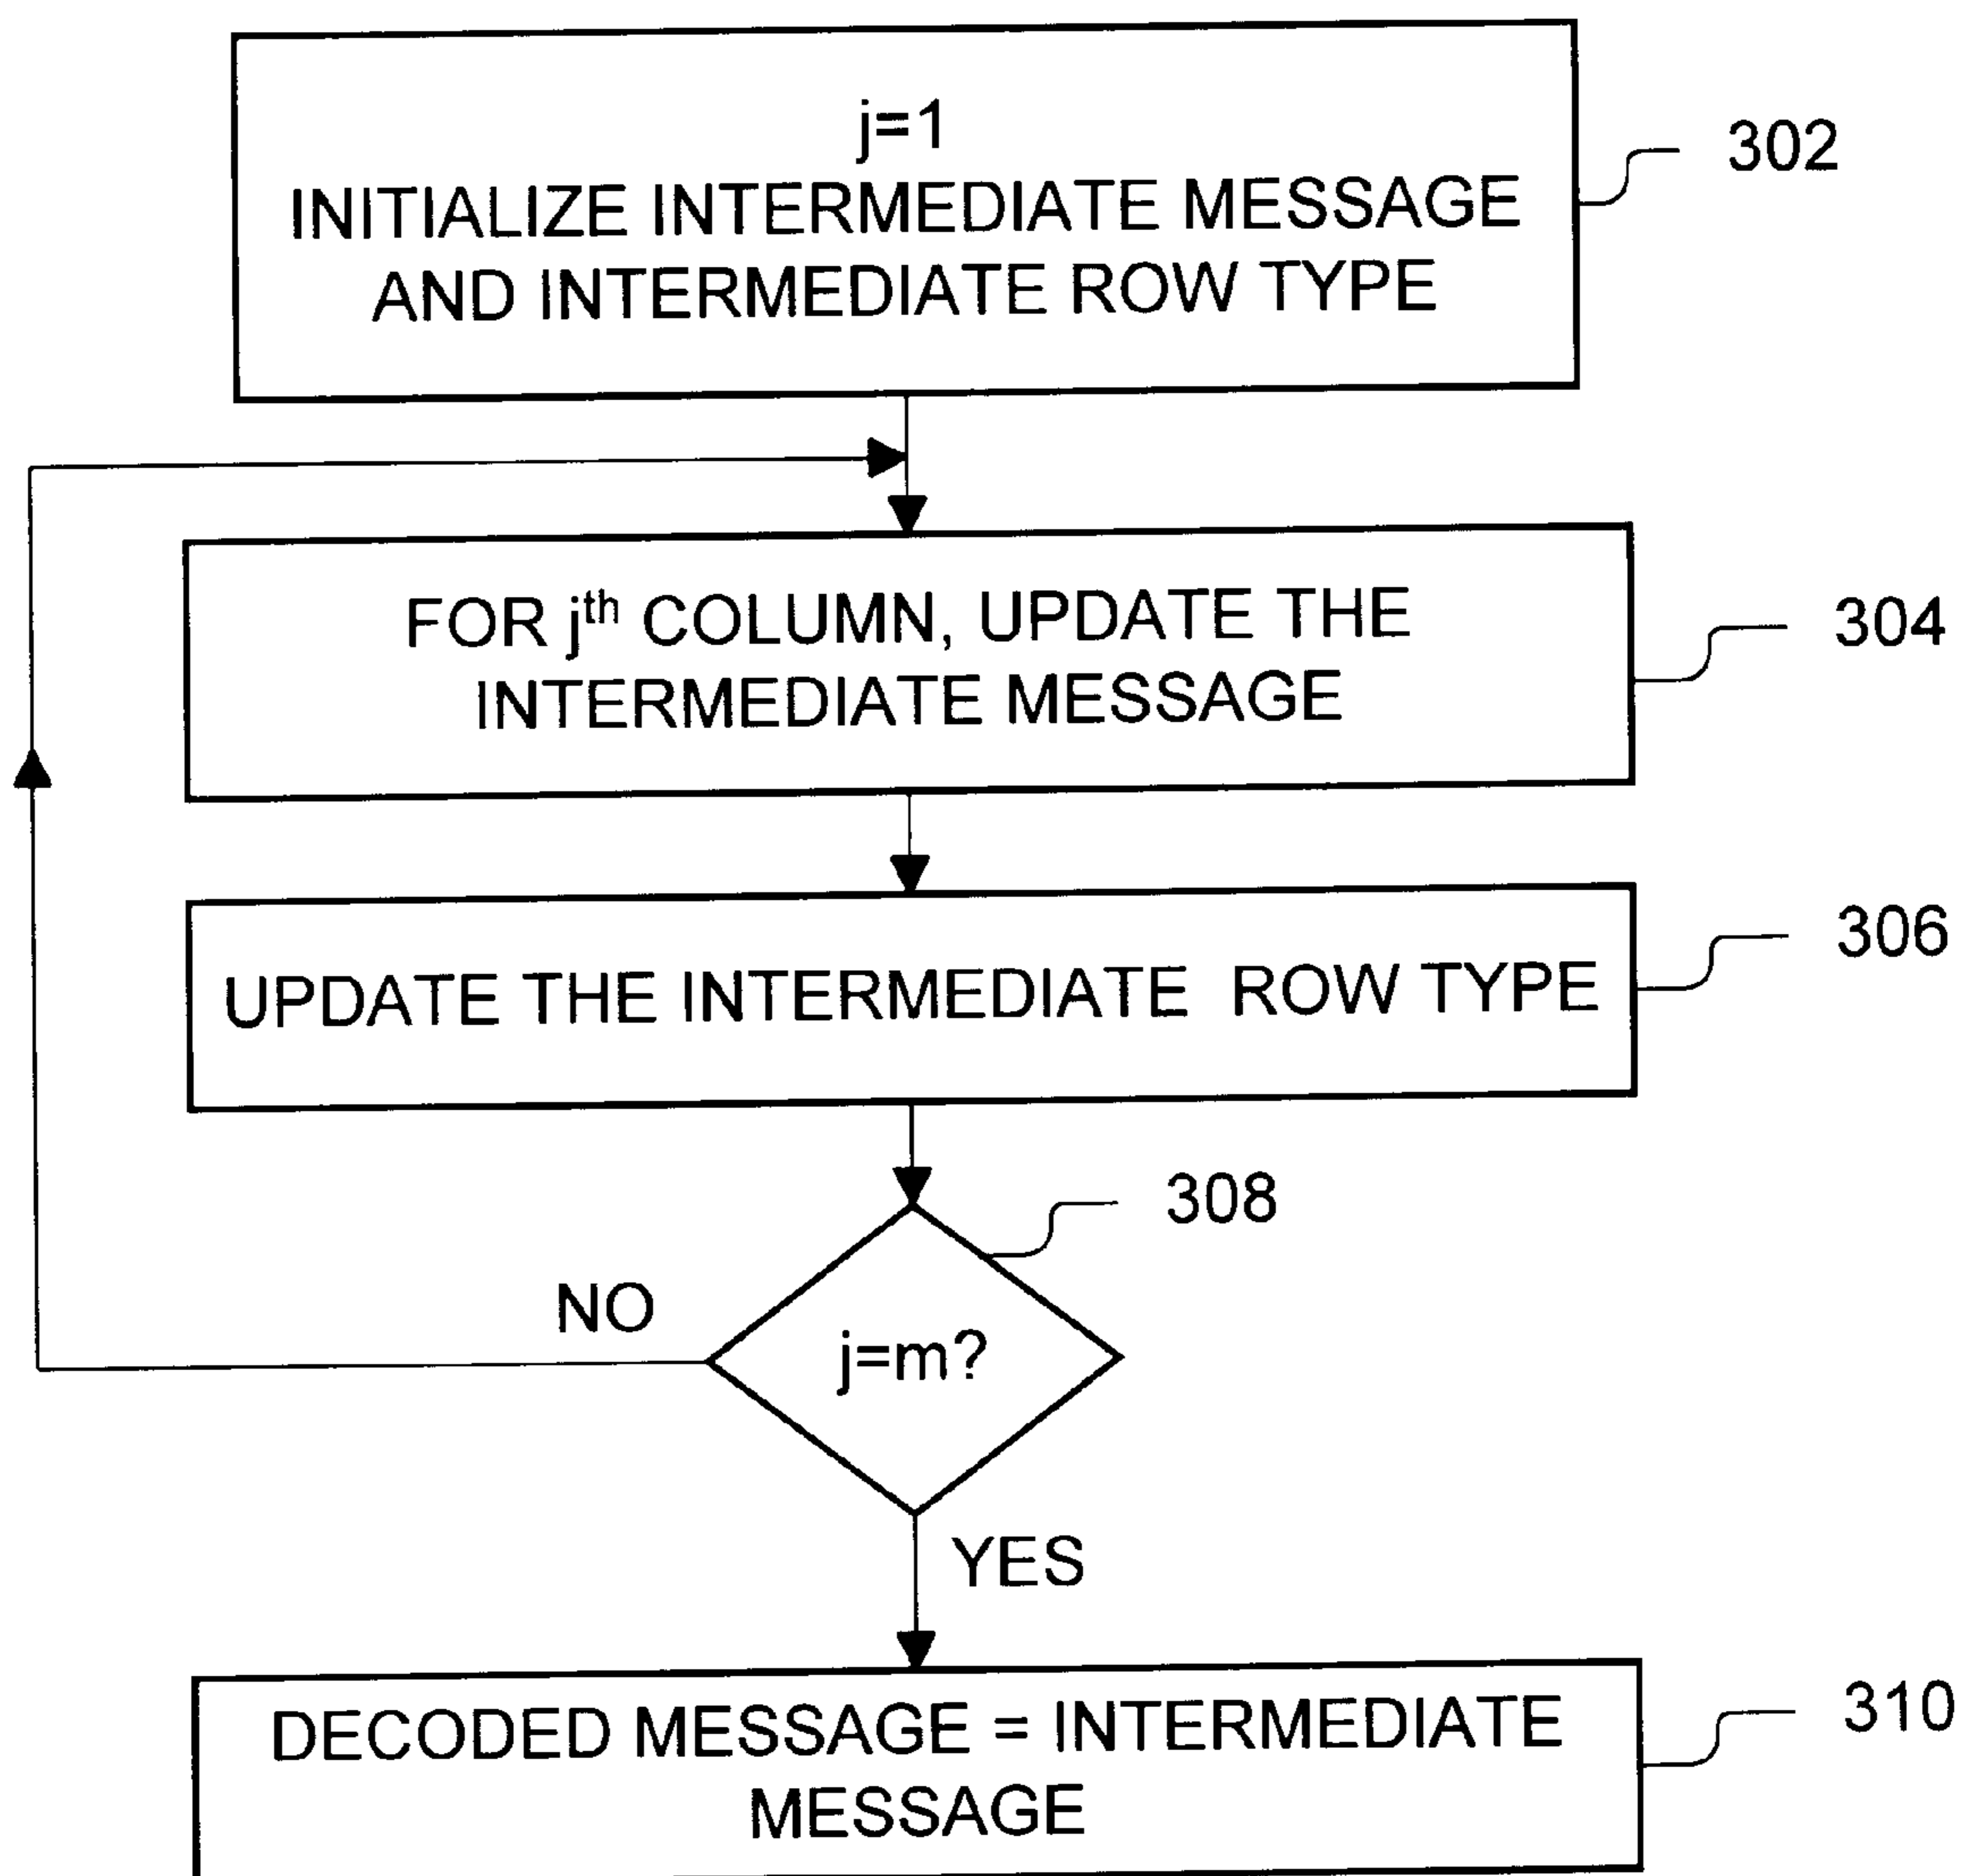 j=1
INITIALIZE INTERMEDIATE MESSAGE
AND INTERMEDIATE ROW TYPE
302
FOR jth COLUMN, UPDATE THE
INTERMEDIATE MESSAGE
304
UPDATE THE INTERMEDIATE ROW TYPE
306
308
NO
j=m?
YES
DECODED MESSAGE = INTERMEDIATE
MESSAGE
310